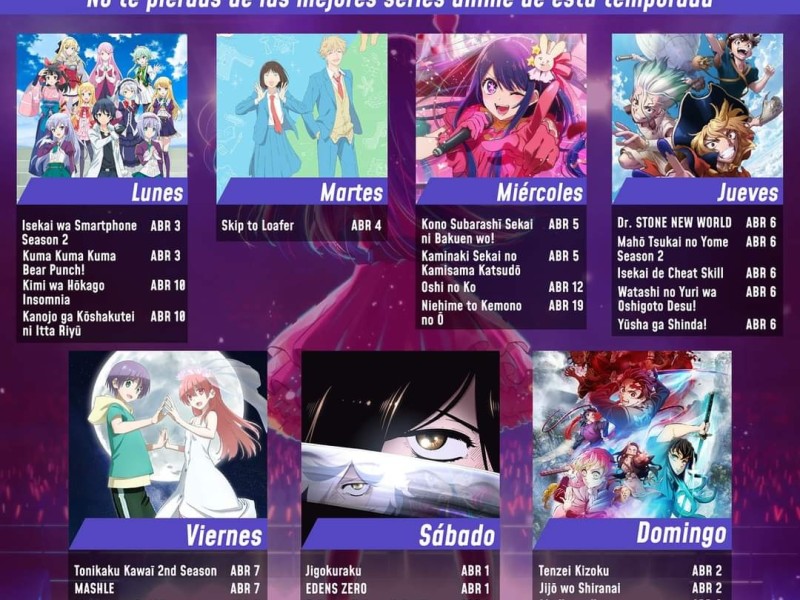 No te pierdas de las mejores series anime de esta temporada
Lunes
Isekai wa Smartphone ABR 3
Season 2
Kuma Kuma Kuma ABR 3
Bear Punch!
Kimi wa Hōkago ABR 10
Insomnia
Kanojo ga Kōshakutei ABR 10
ni Itta Riyū
Martes
Skip to Loafer ABR 4
Miércoles
Kono Subarashī Sekai ABR 5
ni Bakuen wo!
Kaminaki Sekai no ABR 5
Kamisama Katsudō
Oshi no Ko ABR 12
Niehime to Kemono ABR 19
no Ō
Jueves
Dr. STONE NEW WORLD ABR 6
Mahō Tsukai no Yome ABR 6
Season 2
Isekai de Cheat Skill ABR 6
Watashi no Yuri wa ABR 6
Oshigoto Desu!
Yūsha ga Shinda! ABR 6
Viernes
Tonikaku Kawaī 2nd Season ABR 7
MASHLE ABR 7
Sábado
Jigokuraku ABR 1
EDENS ZERO ABR 1
Domingo
Tenzei Kizoku ABR 2
Jijō wo Shiranai ABR 2